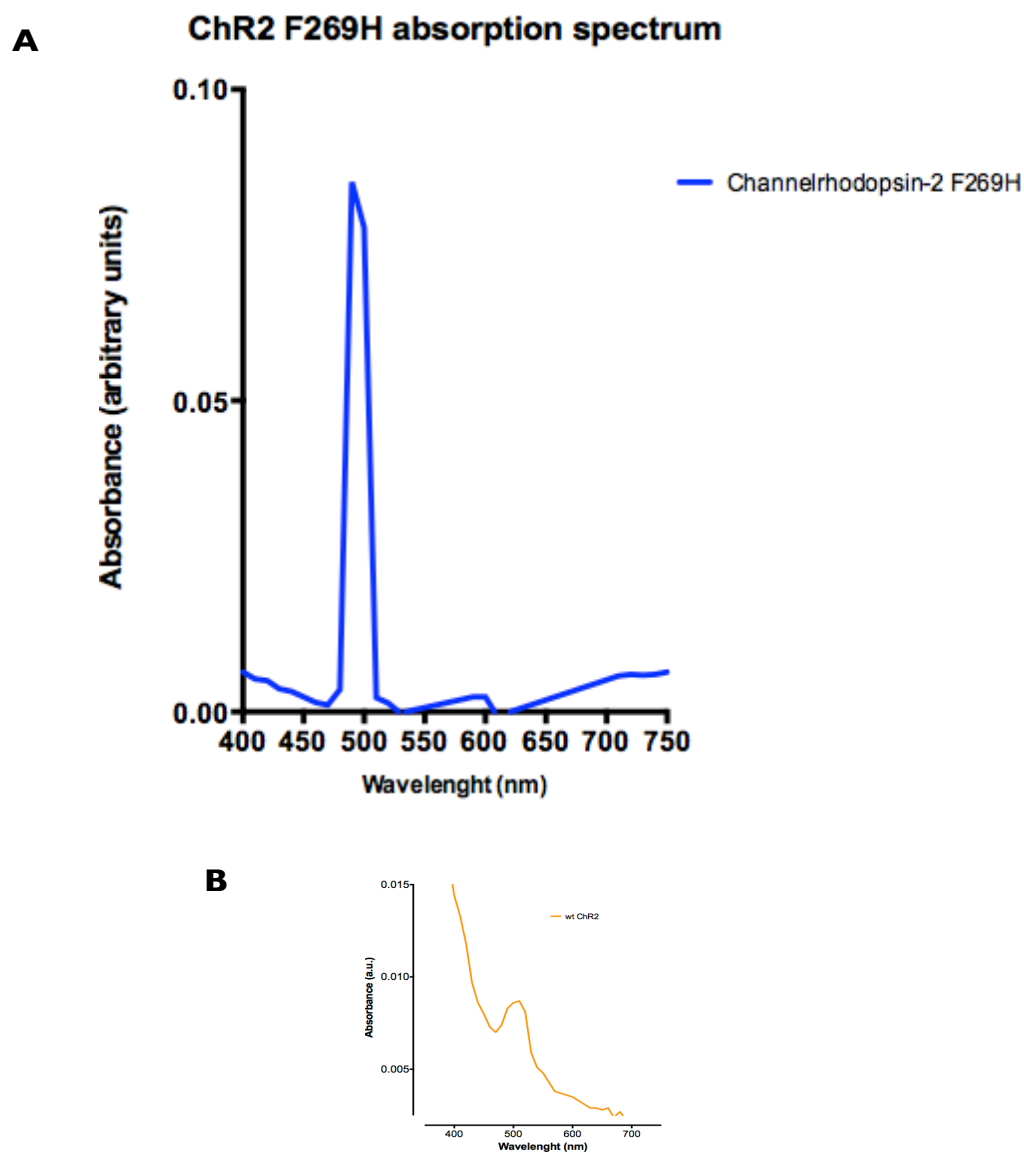 A
ChR2 F269H absorption spectrum
0.10
Channelrhodopsin-2 F269H
Absorbance (arbitrary units)
0.05
0.00
400 450 500 550 600 650 700 750
Wavelenght (nm)
B
0.015
wt ChR2
0.010
Absorbance (a.u.)
0.005
400 500 600 700
Wavelenght (nm)